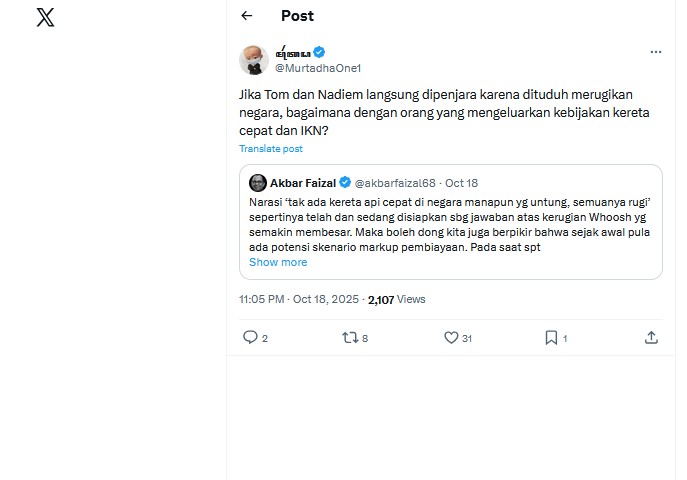 Post
@MurtadhaOne1
Jika Tom dan Nadiem langsung dipenjara karena dituduh merugikan
negara, bagaimana dengan orang yang mengeluarkan kebijakan kereta
cepat dan IKN?
Translate post
Akbar Faizal @akbarfaizal68 · Oct 18
Narasi ‘tak ada kereta api cepat di negara manapun yg untung, semuanya rugi’
sepertinya telah dan sedang disiapkan sbg jawaban atas kerugian Whoosh yg
semakin membesar. Maka boleh dong kita juga berpikir bahwa sejak awal pula
ada potensi skenario markup pembiayaan. Pada saat spt
Show more
11:05 PM · Oct 18, 2025 · 2,107 Views
2 8 31 1